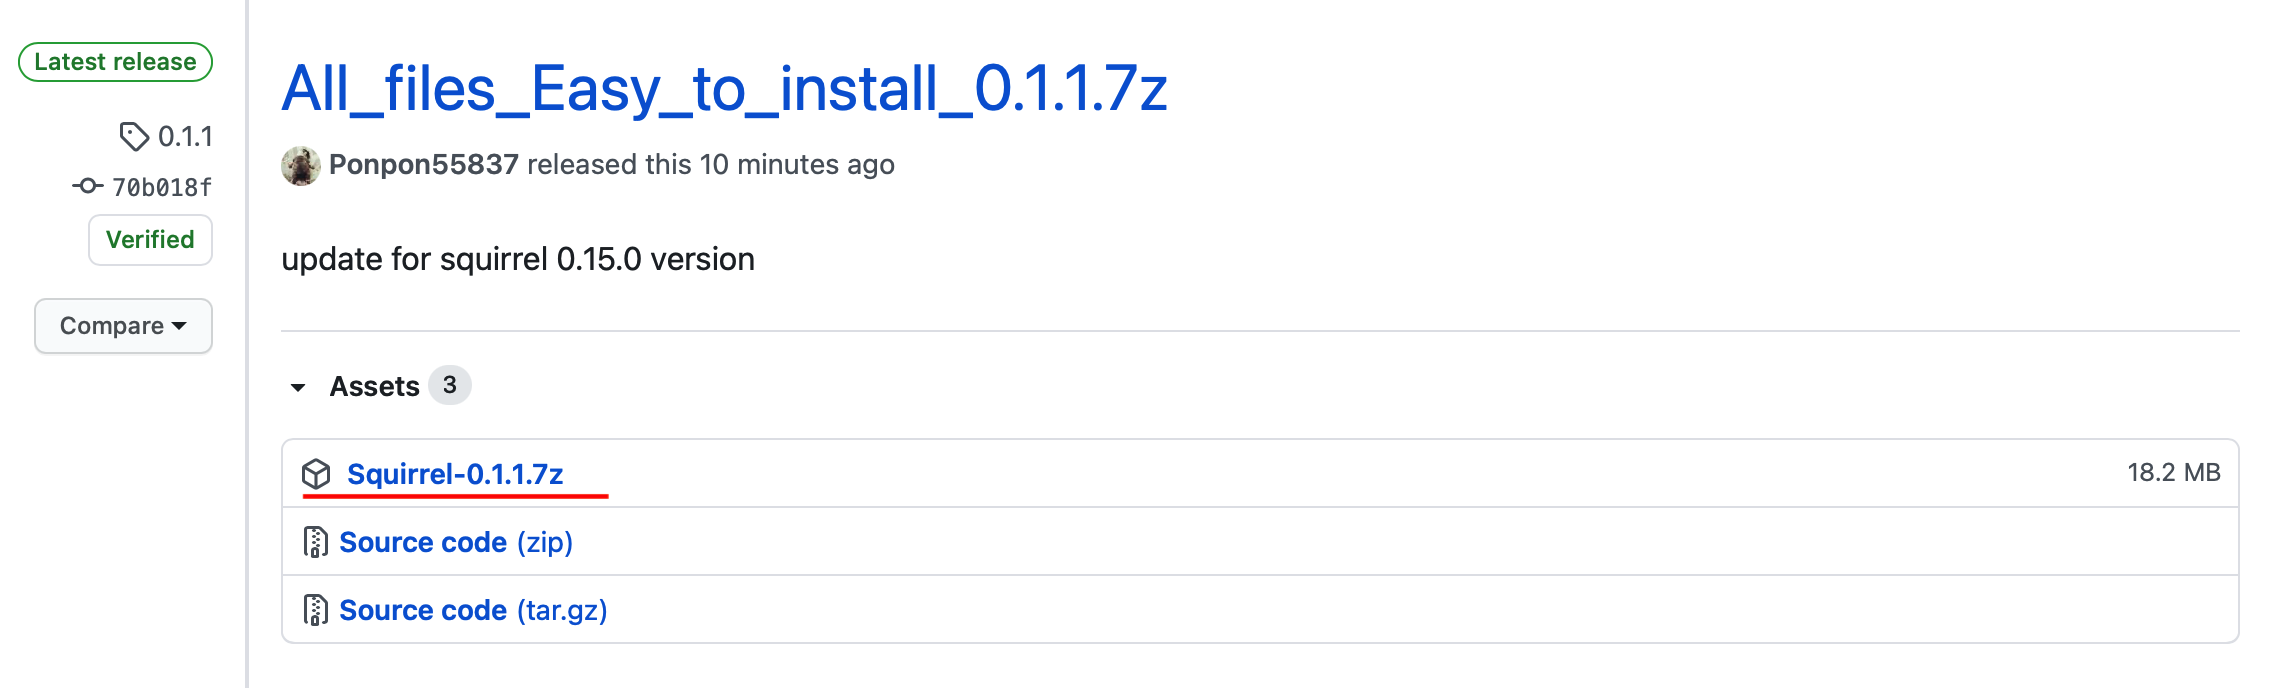 Latest release
0.1.1
70b018f
Verified
Compare
All_files_Easy_to_install_0.1.1.7z
Ponpon55837 released this 10 minutes ago
update for squirrel 0.15.0 version
Assets 3
Squirrel-0.1.1.7z 18.2 MB
Source code (zip)
Source code (tar.gz)